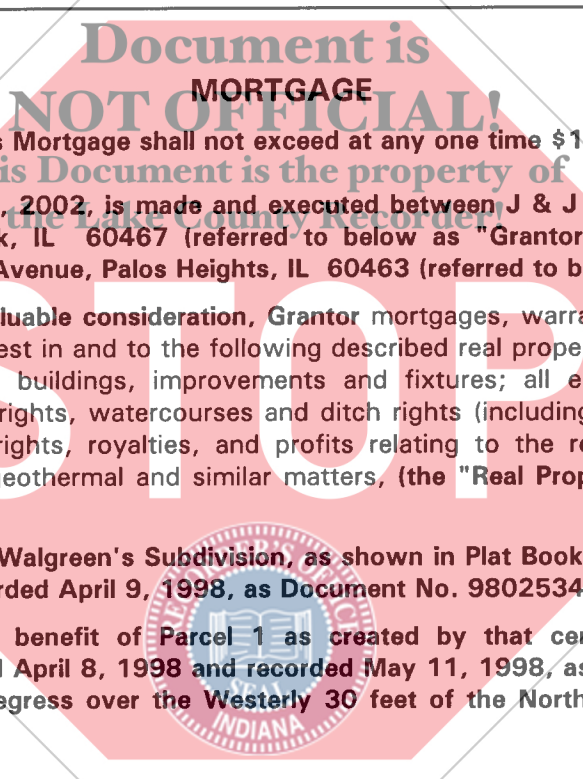 Document is
MORTGAGE
NOT OFFICIAL!
s Mortgage shall not exceed at any one time $1
is Document is the property of
, 2002, is made and executed between J & J
the Lake County Recorder!
k, IL 60467 (referred to below as "Grantor
Avenue, Palos Heights, IL 60463 (referred to b
luable consideration, Grantor mortgages, warra
est in and to the following described real prope
buildings, improvements and fixtures; all e
rights, watercourses and ditch rights (including
rights, royalties, and profits relating to the r
geothermal and similar matters, (the "Real Prop
STOP
Walgreen's Subdivision, as shown in Plat Book
rded April 9, 1998, as Document No. 9802534
benefit of Parcel 1 as created by that cer
April 8, 1998 and recorded May 11, 1998, as
egress over the Westerly 30 feet of the North
RECORDER'S OFFICE
SEAL
INDIANA